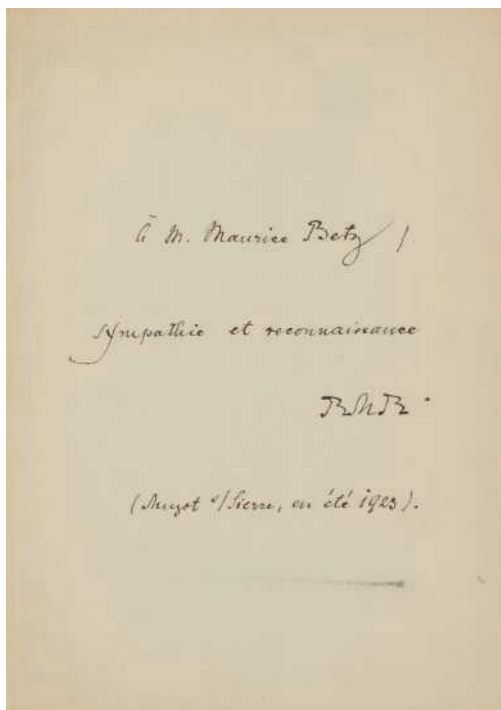 à M. Maurice Betz /
sympathie et reconnaissance
RMR.
(Muzot s/Sierre, en été 1923).